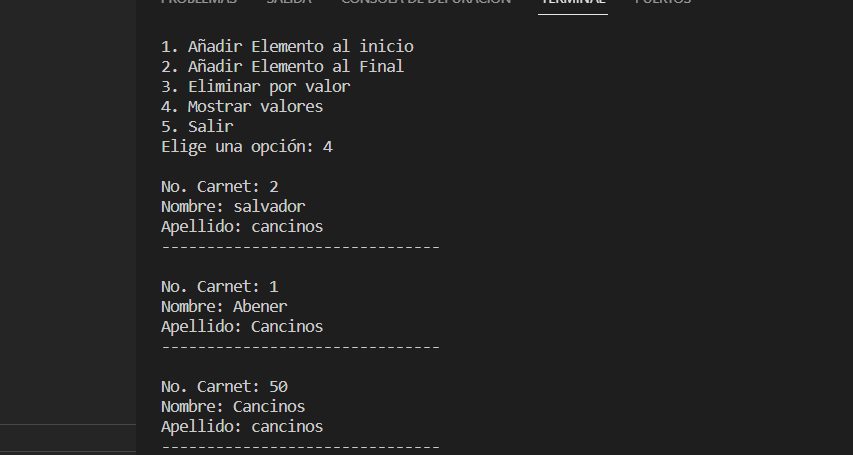 PROBLEMAS SALIDA CONSOLA DE DEPURACIÓN TERMINAL PUERTOS
1. Añadir Elemento al inicio
2. Añadir Elemento al Final
3. Eliminar por valor
4. Mostrar valores
5. Salir
Elige una opción: 4
No. Carnet: 2
Nombre: salvador
Apellido: cancinos
-------------------------------
No. Carnet: 1
Nombre: Abener
Apellido: Cancinos
-------------------------------
No. Carnet: 50
Nombre: Cancinos
Apellido: cancinos
-------------------------------